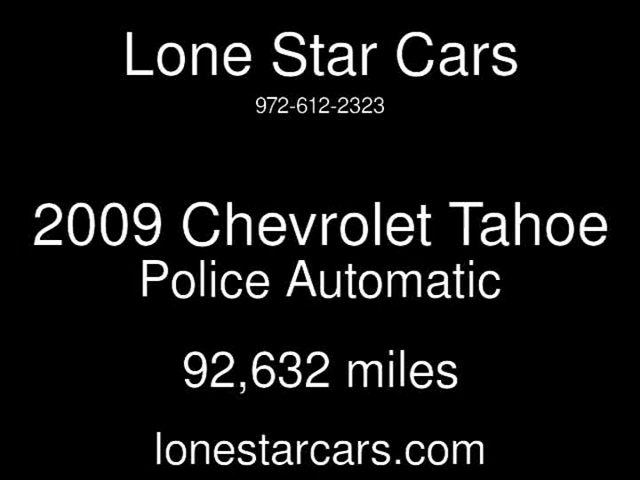 Lone Star Cars
972-612-2323
2009 Chevrolet Tahoe
Police Automatic
92,632 miles
lonestarcars.com